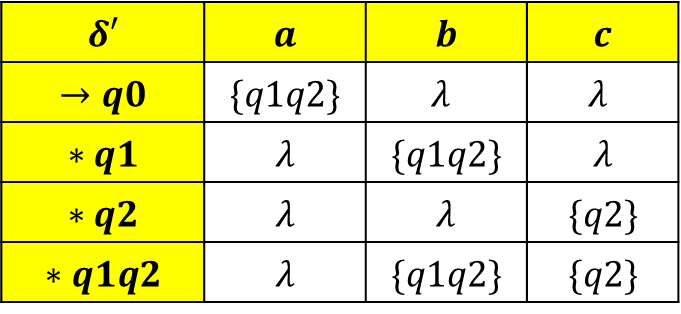 δ′ a b c
→ q0 {q1q2} λ λ
∗ q1 λ {q1q2} λ
∗ q2 λ λ {q2}
∗ q1q2 λ {q1q2} {q2}